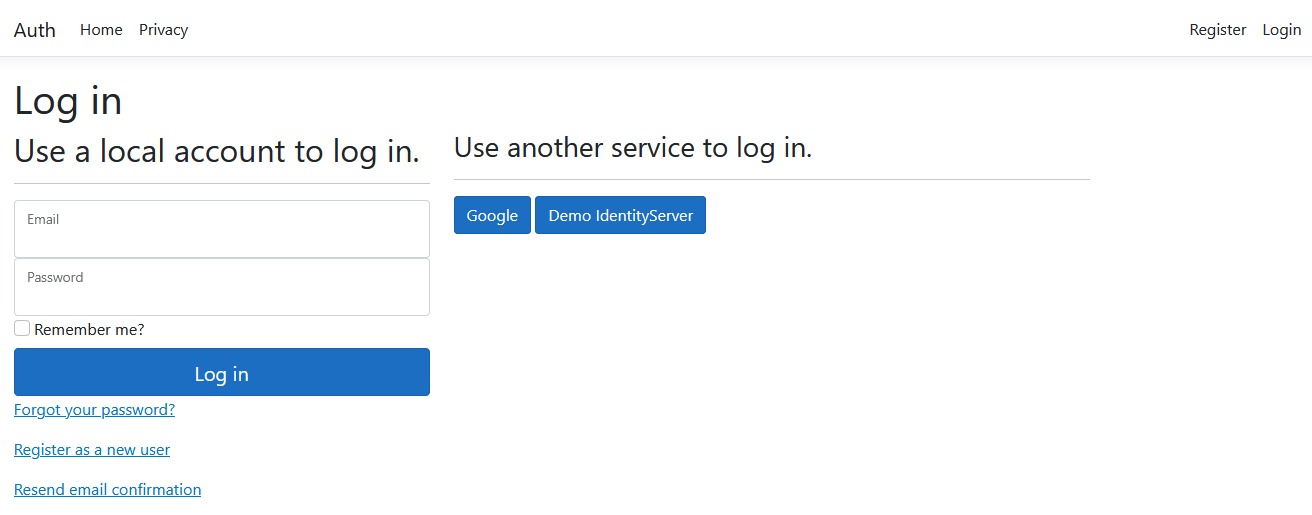 Auth Home Privacy Register Login
Log in
Use a local account to log in.
Email
Password
Remember me?
Log in
Forgot your password?
Register as a new user
Resend email confirmation
Use another service to log in.
Google Demo IdentityServer